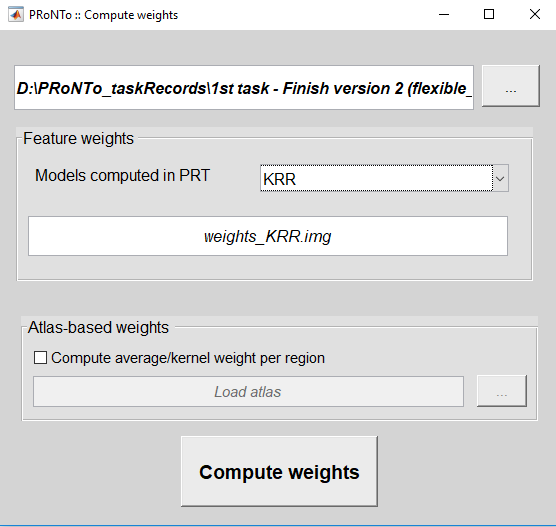 PRoNTo :: Compute weights
D:\PRoNTo_taskRecords\1st task - Finish version 2 (flexible_
...
Feature weights
Models computed in PRT
KRR
weights_KRR.img
Atlas-based weights
Compute average/kernel weight per region
Load atlas
...
Compute weights